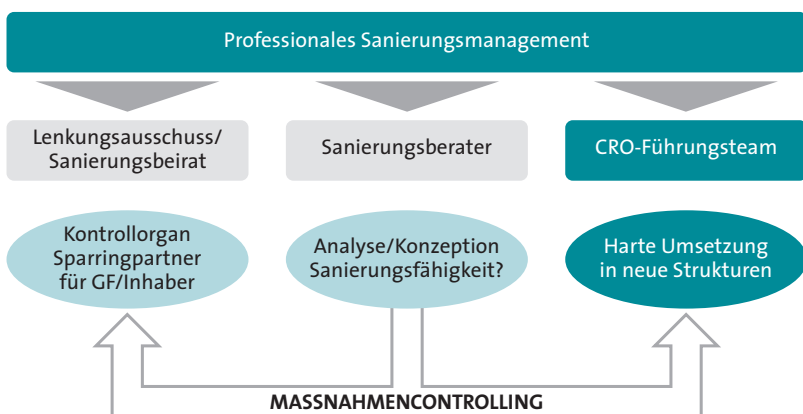 Professionales Sanierungsmanagement
Lenkungsausschuss/
Sanierungsbeirat
Sanierungsberater
CRO-Führungsteam
Kontrollorgan
Sparringpartner
für GF/Inhaber
Analyse/Konzeption
Sanierungsfähigkeit?
Harte Umsetzung
in neue Strukturen
MASSNAHMENCONTROLLING